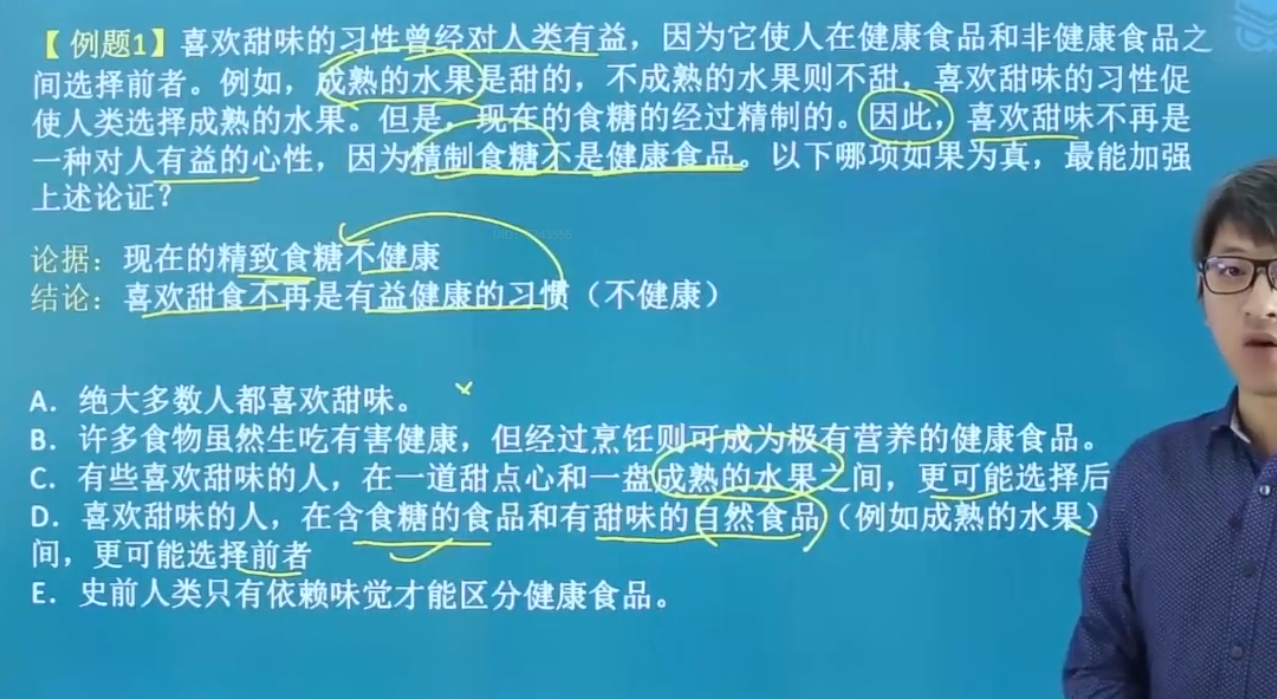 【例题1】喜欢甜味的习性曾经对人类有益，因为它使人在健康食品和非健康食品之
间选择前者。例如，成熟的水果是甜的，不成熟的水果则不甜，喜欢甜味的习性促
使人类选择成熟的水果。但是，现在的食糖的经过精制的。因此，喜欢甜味不再是
一种对人有益的心性，因为精制食糖不是健康食品。以下哪项如果为真，最能加强
上述论证？
论据：现在的精致食糖不健康
结论：喜欢甜食不再是有益健康的习惯（不健康）
A．绝大多数人都喜欢甜味。
B．许多食物虽然生吃有害健康，但经过烹饪则可成为极有营养的健康食品。
C．有些喜欢甜味的人，在一道甜点心和一盘成熟的水果之间，更可能选择后
D．喜欢甜味的人，在含食糖的食品和有甜味的自然食品（例如成熟的水果）
间，更可能选择前者
E．史前人类只有依赖味觉才能区分健康食品。